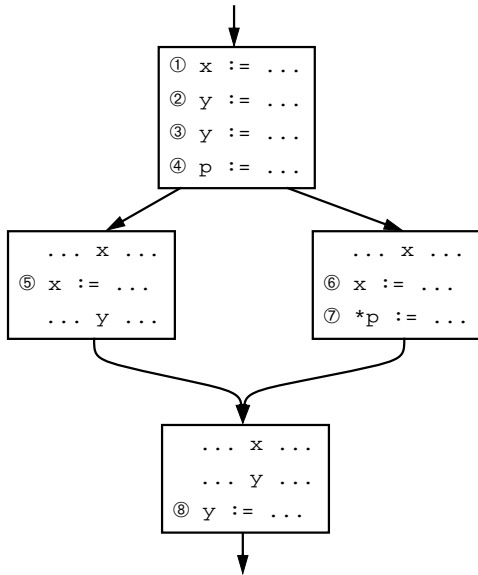 ① x := ...
② y := ...
③ y := ...
④ p := ...
... x ...
⑤ x := ...
... y ...
... x ...
⑥ x := ...
⑦ *p := ...
... x ...
... y ...
⑧ y := ...